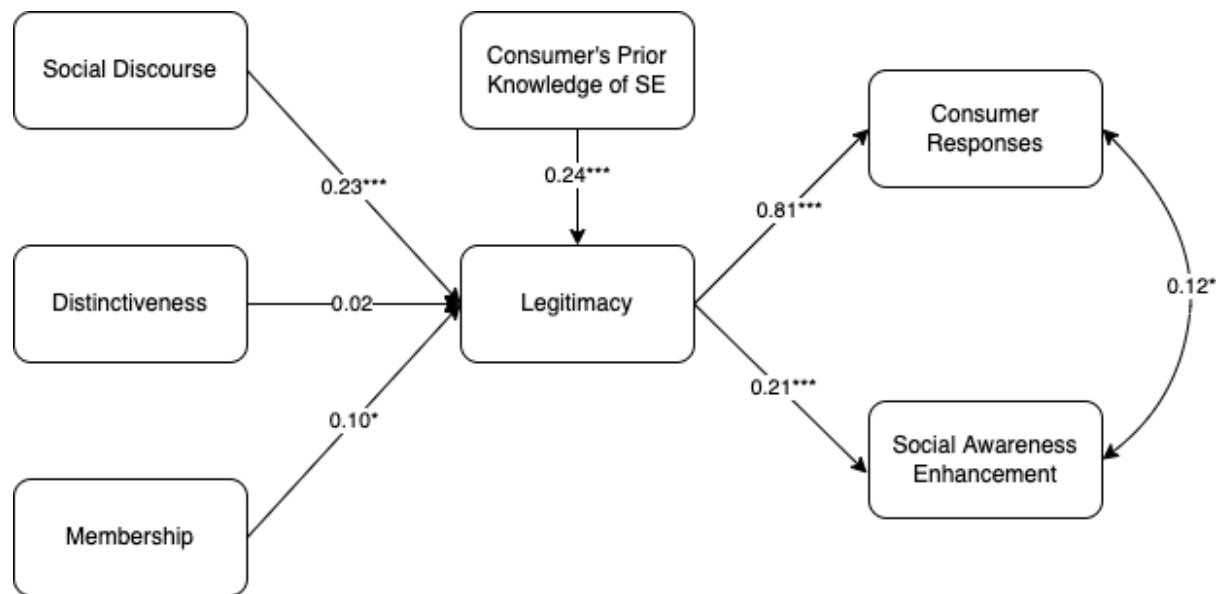 Social Discourse
Consumer's Prior
Knowledge of SE
Consumer
Responses
0.23***
0.24***
0.81***
Distinctiveness
0.02
Legitimacy
0.12*
0.10*
0.21***
Social Awareness
Enhancement
Membership